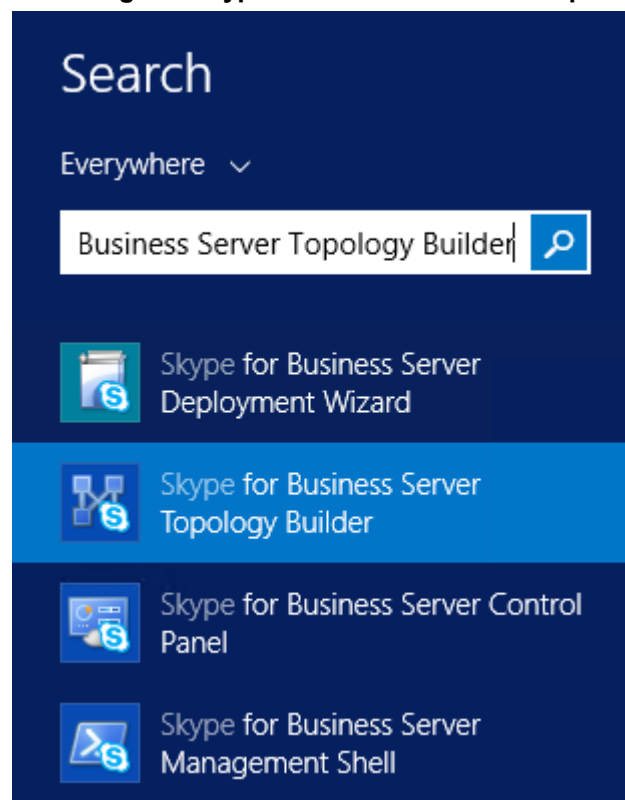 Search
Everywhere
Business Server Topology Builder
Skype for Business Server
Deployment Wizard
Skype for Business Server
Topology Builder
Skype for Business Server Control
Panel
Skype for Business Server
Management Shell